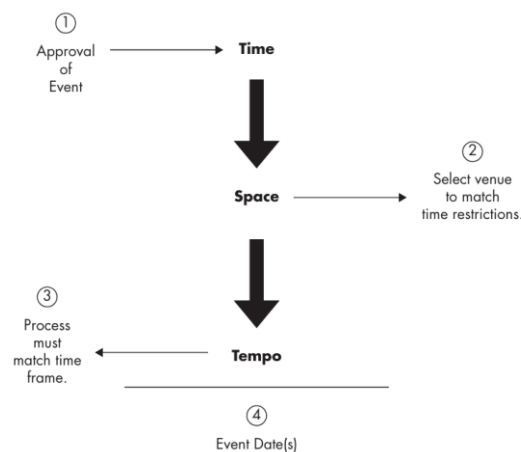 1
Approval
of
Event
Time
2
Space
Select venue
to match
time restrictions.
3
Process
must
match time
frame.
Tempo
4
Event Date(s)